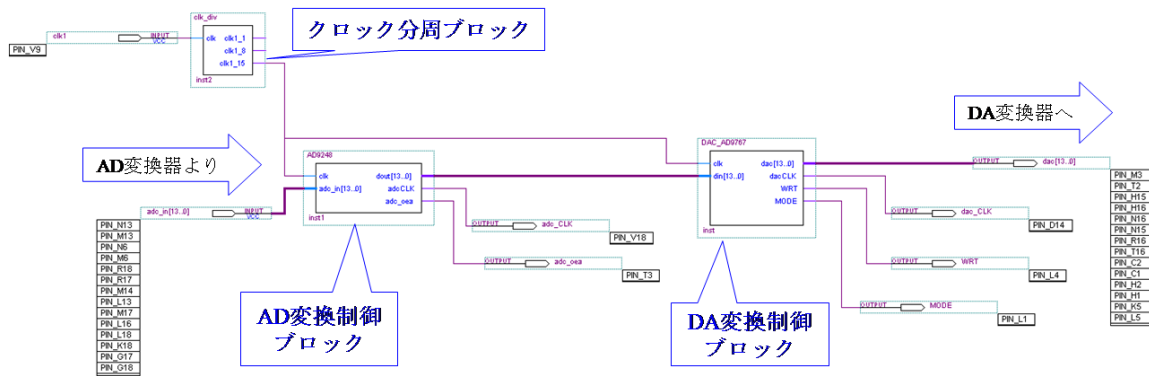 clk_div
クロック分周ブロック
clk1
INPUT
VCC
PIN_V9
clk
clk1_1
clk1_8
clk1_15
inst2
AD変換器より
DA変換器へ
AD9248
clk
adc_in[13..0]
dout[13..0]
adcCLK
adc_oea
inst1
DAC_AD9767
clk
din[13..0]
dac[13..0]
dacCLK
WRT
MODE
inst
adc_in[13..0]
INPUT
VCC
PIN_N13
PIN_M13
PIN_N6
PIN_M6
PIN_R18
PIN_R17
PIN_M14
PIN_L13
PIN_M17
PIN_L16
PIN_L18
PIN_K18
PIN_G17
PIN_G18
OUTPUT
adc_CLK
PIN_V18
OUTPUT
adc_oea
PIN_T3
OUTPUT
dac[13..0]
PIN_M3
PIN_T2
PIN_H15
PIN_H16
PIN_N16
PIN_N15
PIN_R16
PIN_T16
PIN_C2
PIN_C1
PIN_H2
PIN_H1
PIN_K5
PIN_L5
OUTPUT
dac_CLK
PIN_D14
OUTPUT
WRT
PIN_L4
OUTPUT
MODE
PIN_L1
AD変換制御
ブロック
DA変換制御
ブロック